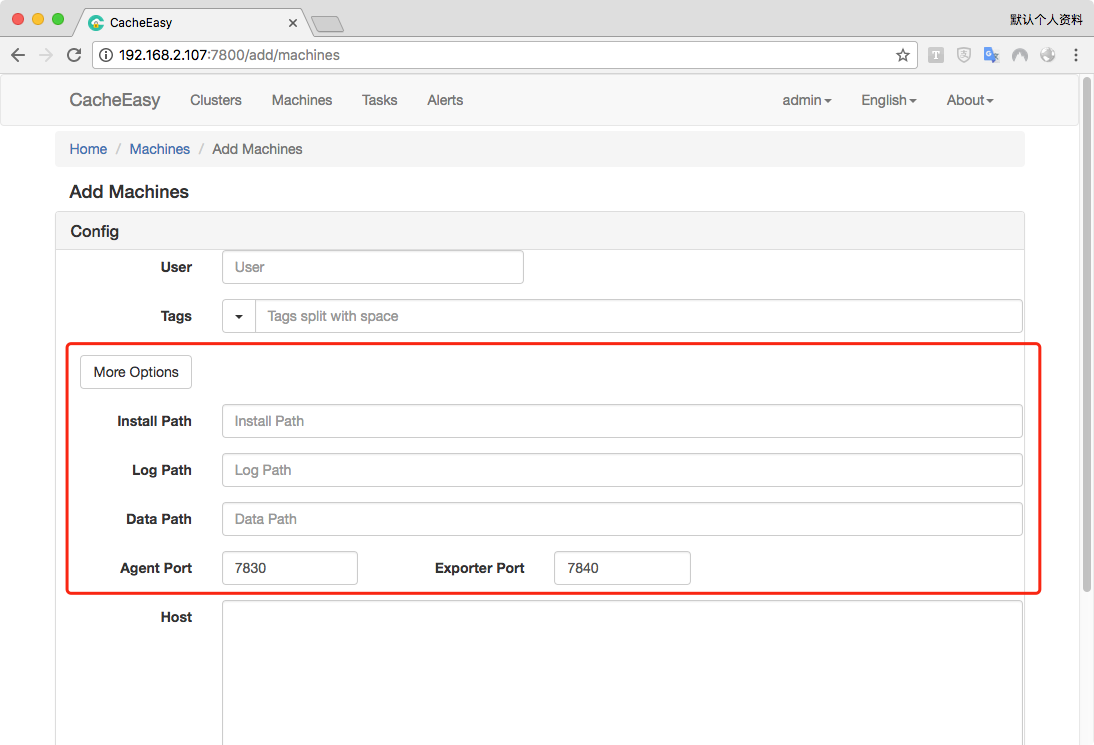 CacheEasy
默认个人资料
192.168.2.107:7800/add/machines
CacheEasy Clusters Machines Tasks Alerts admin English About
Home / Machines / Add Machines
Add Machines
Config
User User
Tags Tags split with space
More Options
Install Path Install Path
Log Path Log Path
Data Path Data Path
Agent Port 7830 Exporter Port 7840
Host